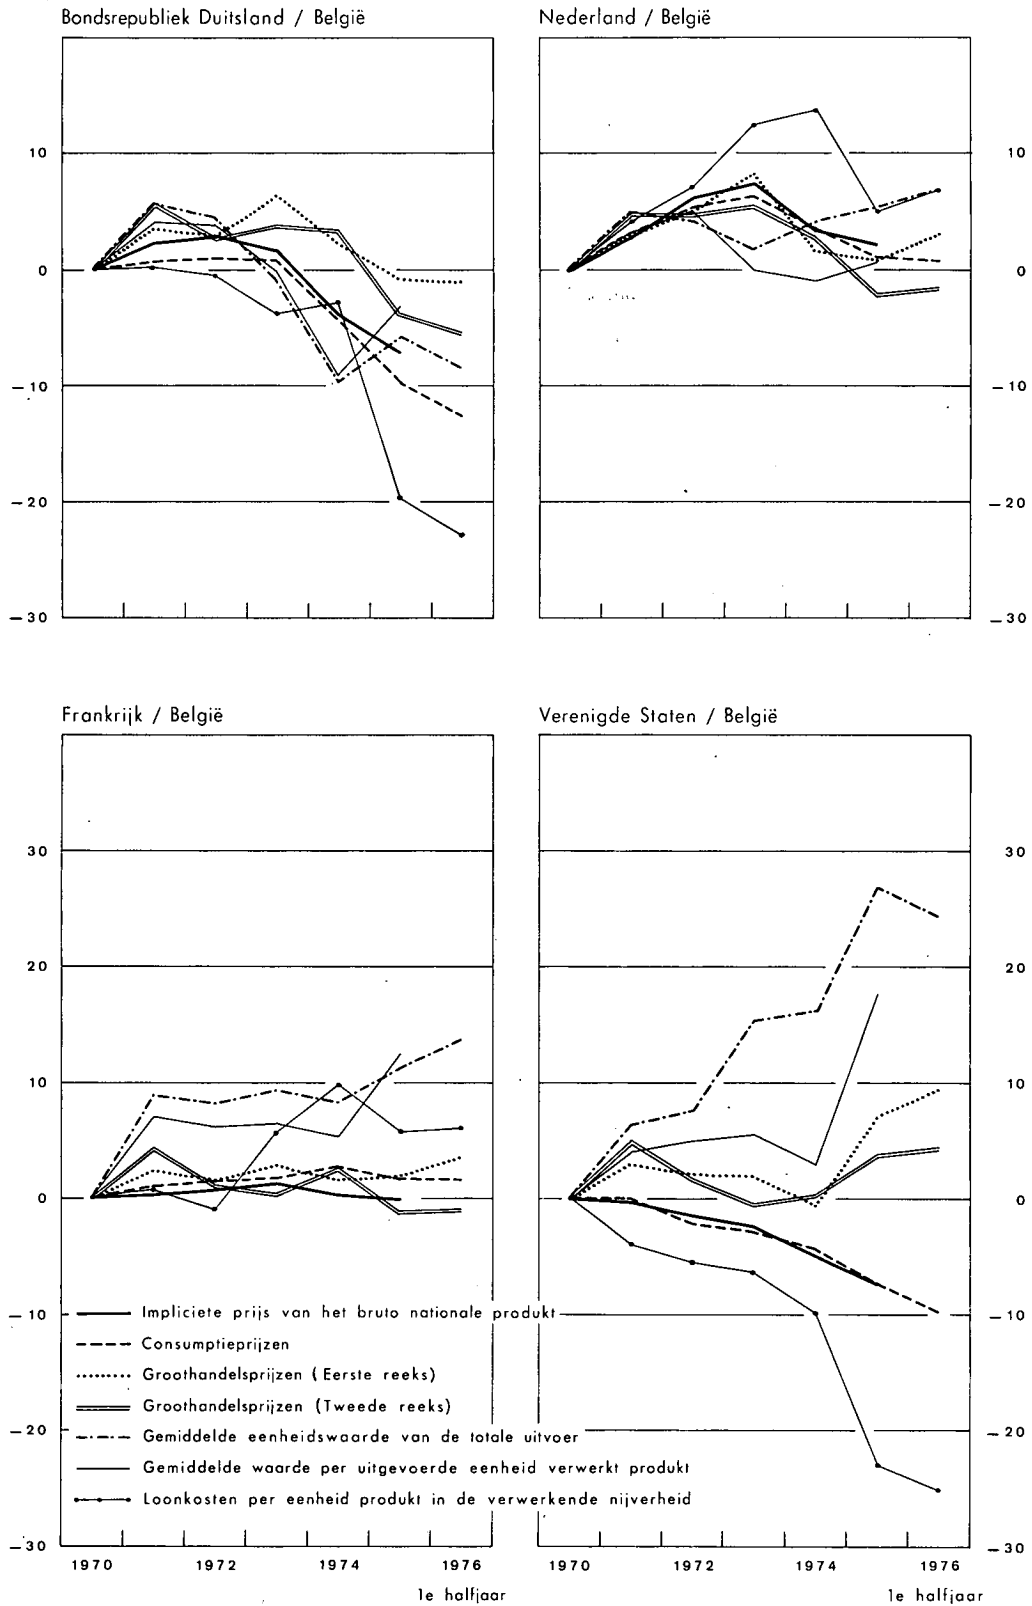 Bondsrepubliek Duitsland / België
Nederland / België
10
0
−10
−20
−30
10
0
−10
−20
−30
Frankrijk / België
Verenigde Staten / België
30
20
10
0
−10
−20
−30
30
20
10
0
−10
−20
−30
Impliciete prijs van het bruto nationale produkt
Consumptieprijzen
Groothandelsprijzen (Eerste reeks)
Groothandelsprijzen (Tweede reeks)
Gemiddelde eenheidswaarde van de totale uitvoer
Gemiddelde waarde per uitgevoerde eenheid verwerkt produkt
Loonkosten per eenheid produkt in de verwerkende nijverheid
1970 1972 1974 1976
1e halfjaar
1970 1972 1974 1976
1e halfjaar